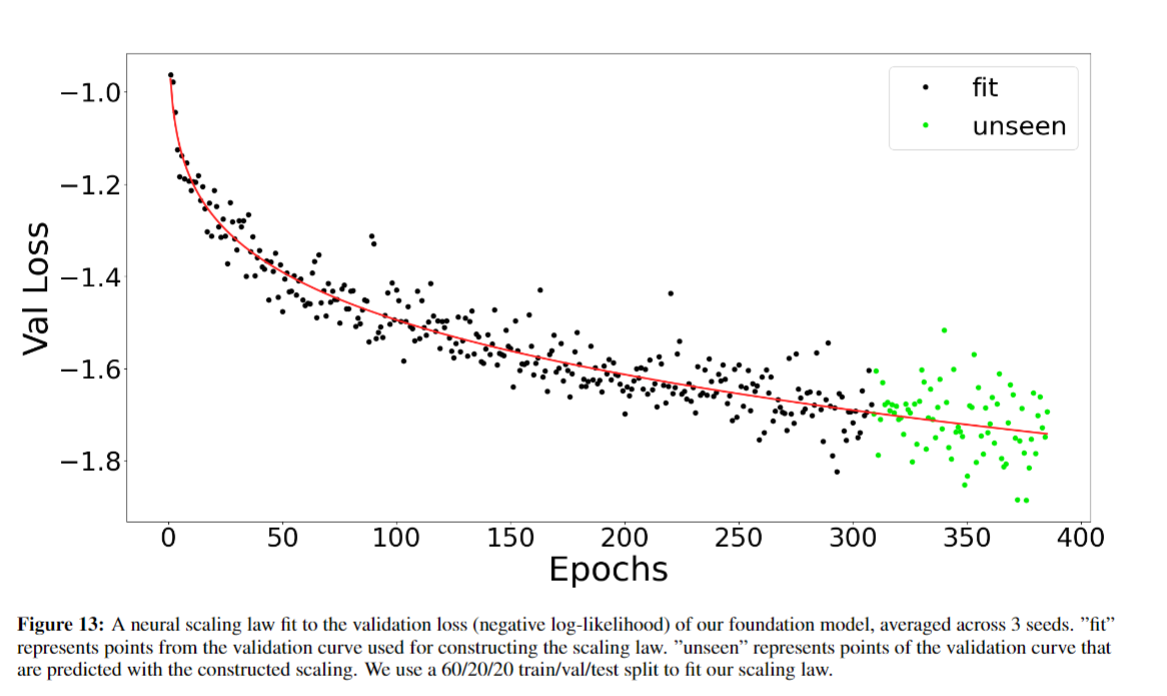 fit
unseen
−1.0
−1.2
−1.4
−1.6
−1.8
Val Loss
0 50 100 150 200 250 300 350 400
Epochs
Figure 13: A neural scaling law fit to the validation loss (negative log-likelihood) of our foundation model, averaged across 3 seeds. ”fit”
represents points from the validation curve used for constructing the scaling law. ”unseen” represents points of the validation curve that
are predicted with the constructed scaling. We use a 60/20/20 train/val/test split to fit our scaling law.